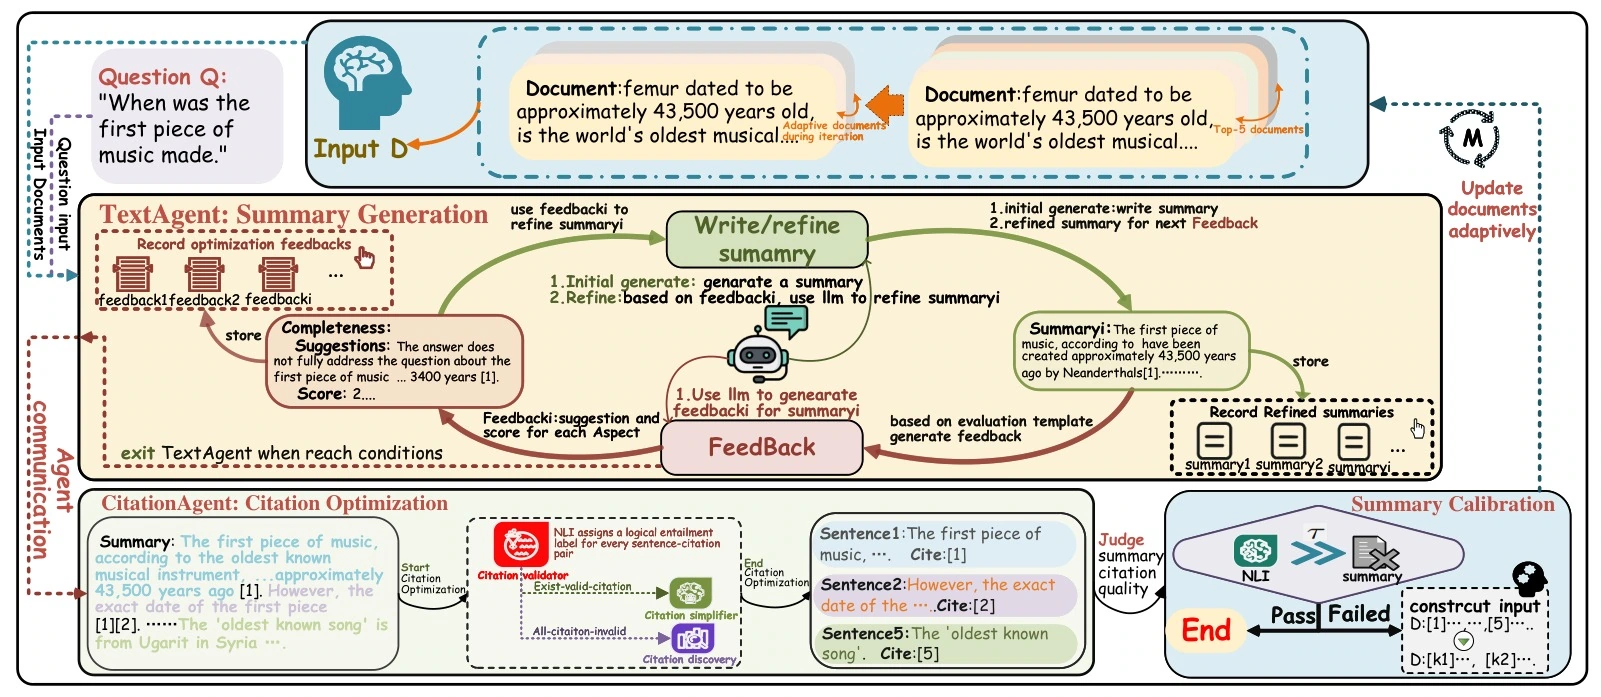 Question Q:
"When was the
first piece of
music made."
Input D
Document:femur dated to be
approximately 43,500 years old,
is the world's oldest musical....
Adaptive documents
during iteration
Document:femur dated to be
approximately 43,500 years old,
is the world's oldest musical....
Top-5 documents
M
Update
documents
adaptively
Question input
Input Documents
TextAgent: Summary Generation
Record optimization feedbacks
...
feedback1 feedback2 feedbacki
store
use feedbacki to
refine summaryi
Write/refine
sumamry
1.initial generate:write summary
2.refined summary for next Feedback
1.Initial generate: genarate a summary
2.Refine:based on feedbacki, use llm to refine summaryi
Completeness:
Suggestions: The answer does
not fully address the question about the
first piece of music ... 3400 years [1].
Score: 2....
Summaryi:The first piece of
music, according to have been
created approximately 43,500 years
ago by Neanderthals[1].·········.
store
1.Use llm to genearate
feedbacki for summaryi
Feedbacki:suggestion and
score for each Aspect
FeedBack
based on evaluation template
generate feedback
Record Refined summaries
...
summary1 summary2 summaryi
exit TextAgent when reach conditions
Agent
communication
CitationAgent: Citation Optimization
Summary: The first piece of music,
according to the oldest known
musical instrument, ...approximately
43,500 years ago [1]. However, the
exact date of the first piece
[1][2]. ······The 'oldest known song' is
from Ugarit in Syria ···.
Start
Citation
Optimization
NLI assigns a logical entailment
label for every sentence-citation
pair
Citation validator
Exist-valid-citation
Citation simplifier
All-citaiton-invalid
Citation discovery
End
Citation
Optimization
Sentence1:The first piece of
music, ···. Cite:[1]
Sentence2:However, the exact
date of the ···..Cite:[2]
Sentence5:The 'oldest known
song'. Cite:[5]
Judge
summary
citation
quality
Summary Calibration
τ
NLI
summary
Pass Failed
End
constrcut input
D:[1]···,···,[5]···..
D:[k1]···, [k2]···.